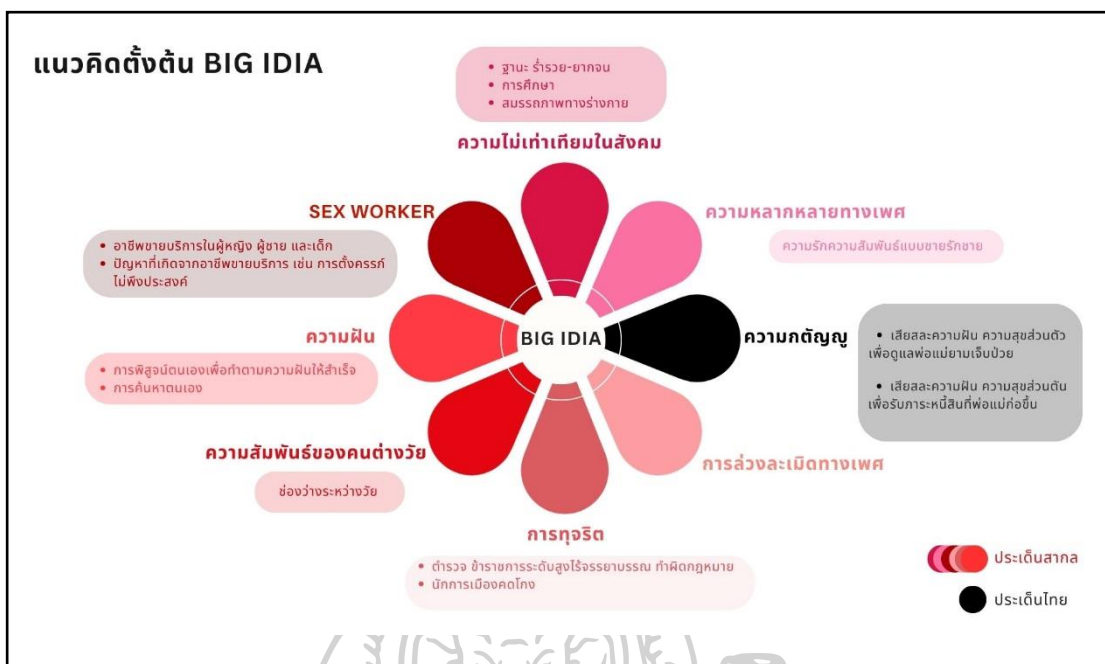 แนวคิดตั้งต้น BIG IDIA
• ฐานะ ร่ำรวย-ยากจน
• การศึกษา
• สมรรถภาพทางร่างกาย
ความไม่เท่าเทียมในสังคม
SEX WORKER
• อาชีพขายบริการในผู้หญิง ผู้ชาย และเด็ก
• ปัญหาที่เกิดจากอาชีพขายบริการ เช่น การตั้งครรภ์
ไม่พึงประสงค์
ความหลากหลายทางเพศ
ความรักความสัมพันธ์แบบชายรักชาย
ความฝัน
• การพิสูจน์ตนเองเพื่อทำตามความฝันให้สำเร็จ
• การค้นหาตนเอง
BIG IDIA
ความกตัญญู
• เสียสละความฝัน ความสุขส่วนตัว
เพื่อดูแลพ่อแม่ยามเจ็บป่วย
• เสียสละความฝัน ความสุขส่วนตัน
เพื่อรับภาระหนี้สินที่พ่อแม่ก่อขึ้น
ความสัมพันธ์ของคนต่างวัย
ช่องว่างระหว่างวัย
การล่วงละเมิดทางเพศ
การทุจริต
• ตำรวจ ข้าราชการระดับสูงไร้จรรยาบรรณ ทำผิดกฎหมาย
• นักการเมืองคดโกง
ประเด็นสากล
ประเด็นไทย